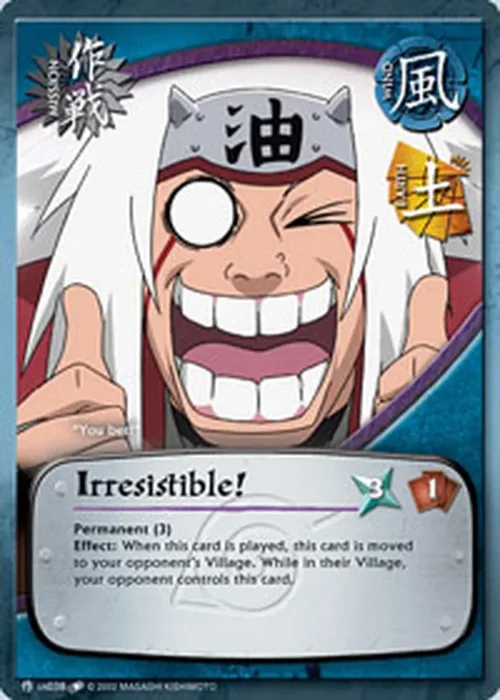 作戦
MISSION
風
WIND
油
土
EARTH
"You bet!"
Irresistible!
3
1
Permanent (3)
Effect: When this card is played, this card is moved
to your opponent's Village. While in their Village,
your opponent controls this card.
© 2002 MASASHI KISHIMOTO